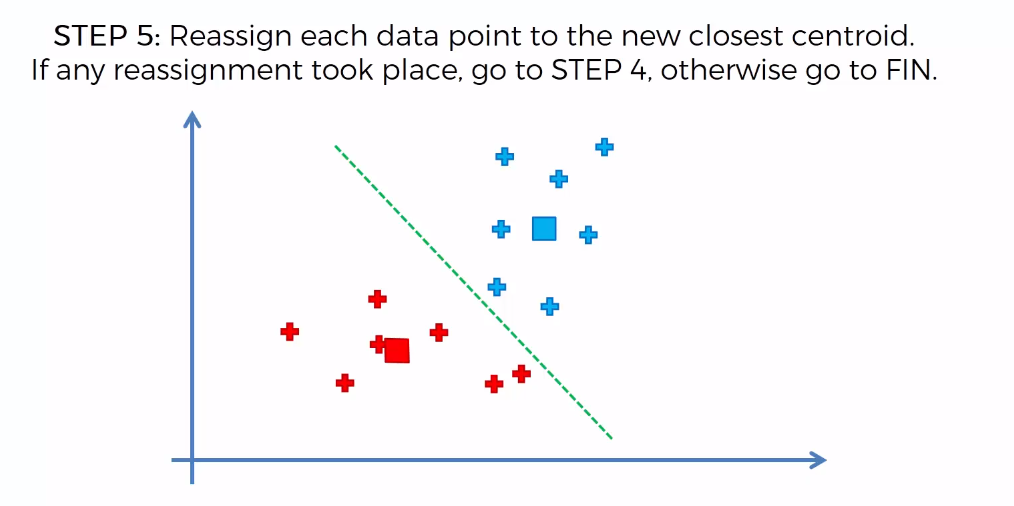 STEP 5: Reassign each data point to the new closest centroid.
If any reassignment took place, go to STEP 4, otherwise go to FIN.